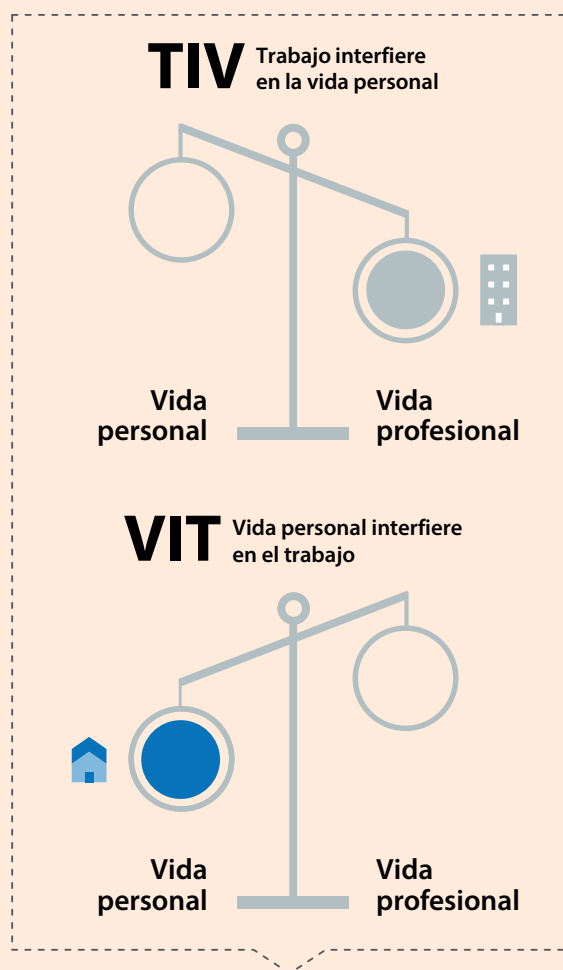 TIV Trabajo interfiere
en la vida personal
Vida
personal
Vida
profesional
VIT Vida personal interfiere
en el trabajo
Vida
personal
Vida
profesional